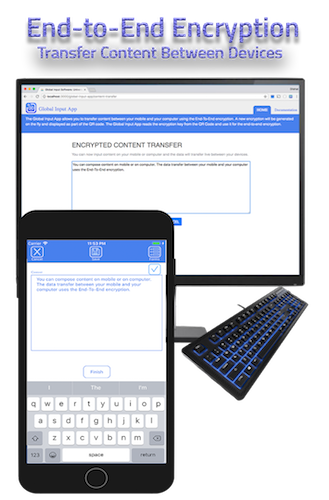 End-to-End Encryption
Transfer Content Between Devices
Global Input App
HOME
The Global Input App allows you to transfer content between your mobile and your computer using the End-To-End encryption. A new encryption will be generated
on the fly and displayed as part of the QR code. The Global Input App reads the encryption key from the QR Codes and use it for the end-to-end encryption.
ENCRYPTED CONTENT TRANSFER
You can compose content on mobile or on computer. The data transfer between your mobile and your computer
uses the End-To-End encryption.
Carrier
11:53 PM
Content
You can compose content on mobile or on computer.
The data transfer between your mobile and your
computer uses the End-To-End encryption.
Finish
I
The
I'm
q w e r t y u i o p
a s d f g h j k l
z x c v b n m
123
space
return